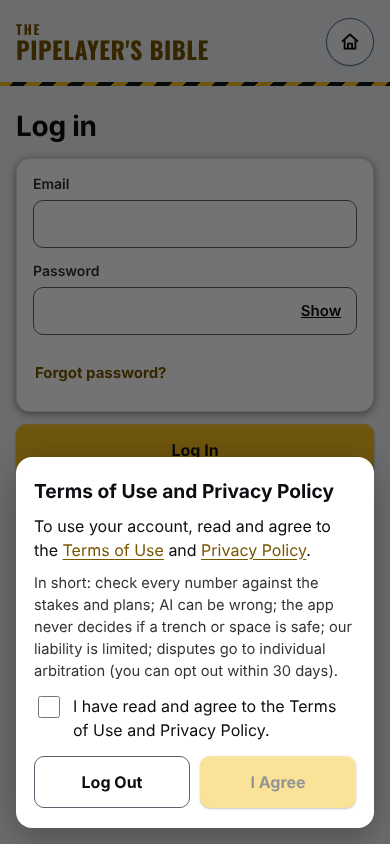 THE
PIPELAYER'S BIBLE
Log in
Email
Password
Show
Forgot password?
Log In
Terms of Use and Privacy Policy
To use your account, read and agree to
the Terms of Use and Privacy Policy.
In short: check every number against the
stakes and plans; AI can be wrong; the app
never decides if a trench or space is safe; our
liability is limited; disputes go to individual
arbitration (you can opt out within 30 days).
I have read and agree to the Terms
of Use and Privacy Policy.
Log Out
I Agree